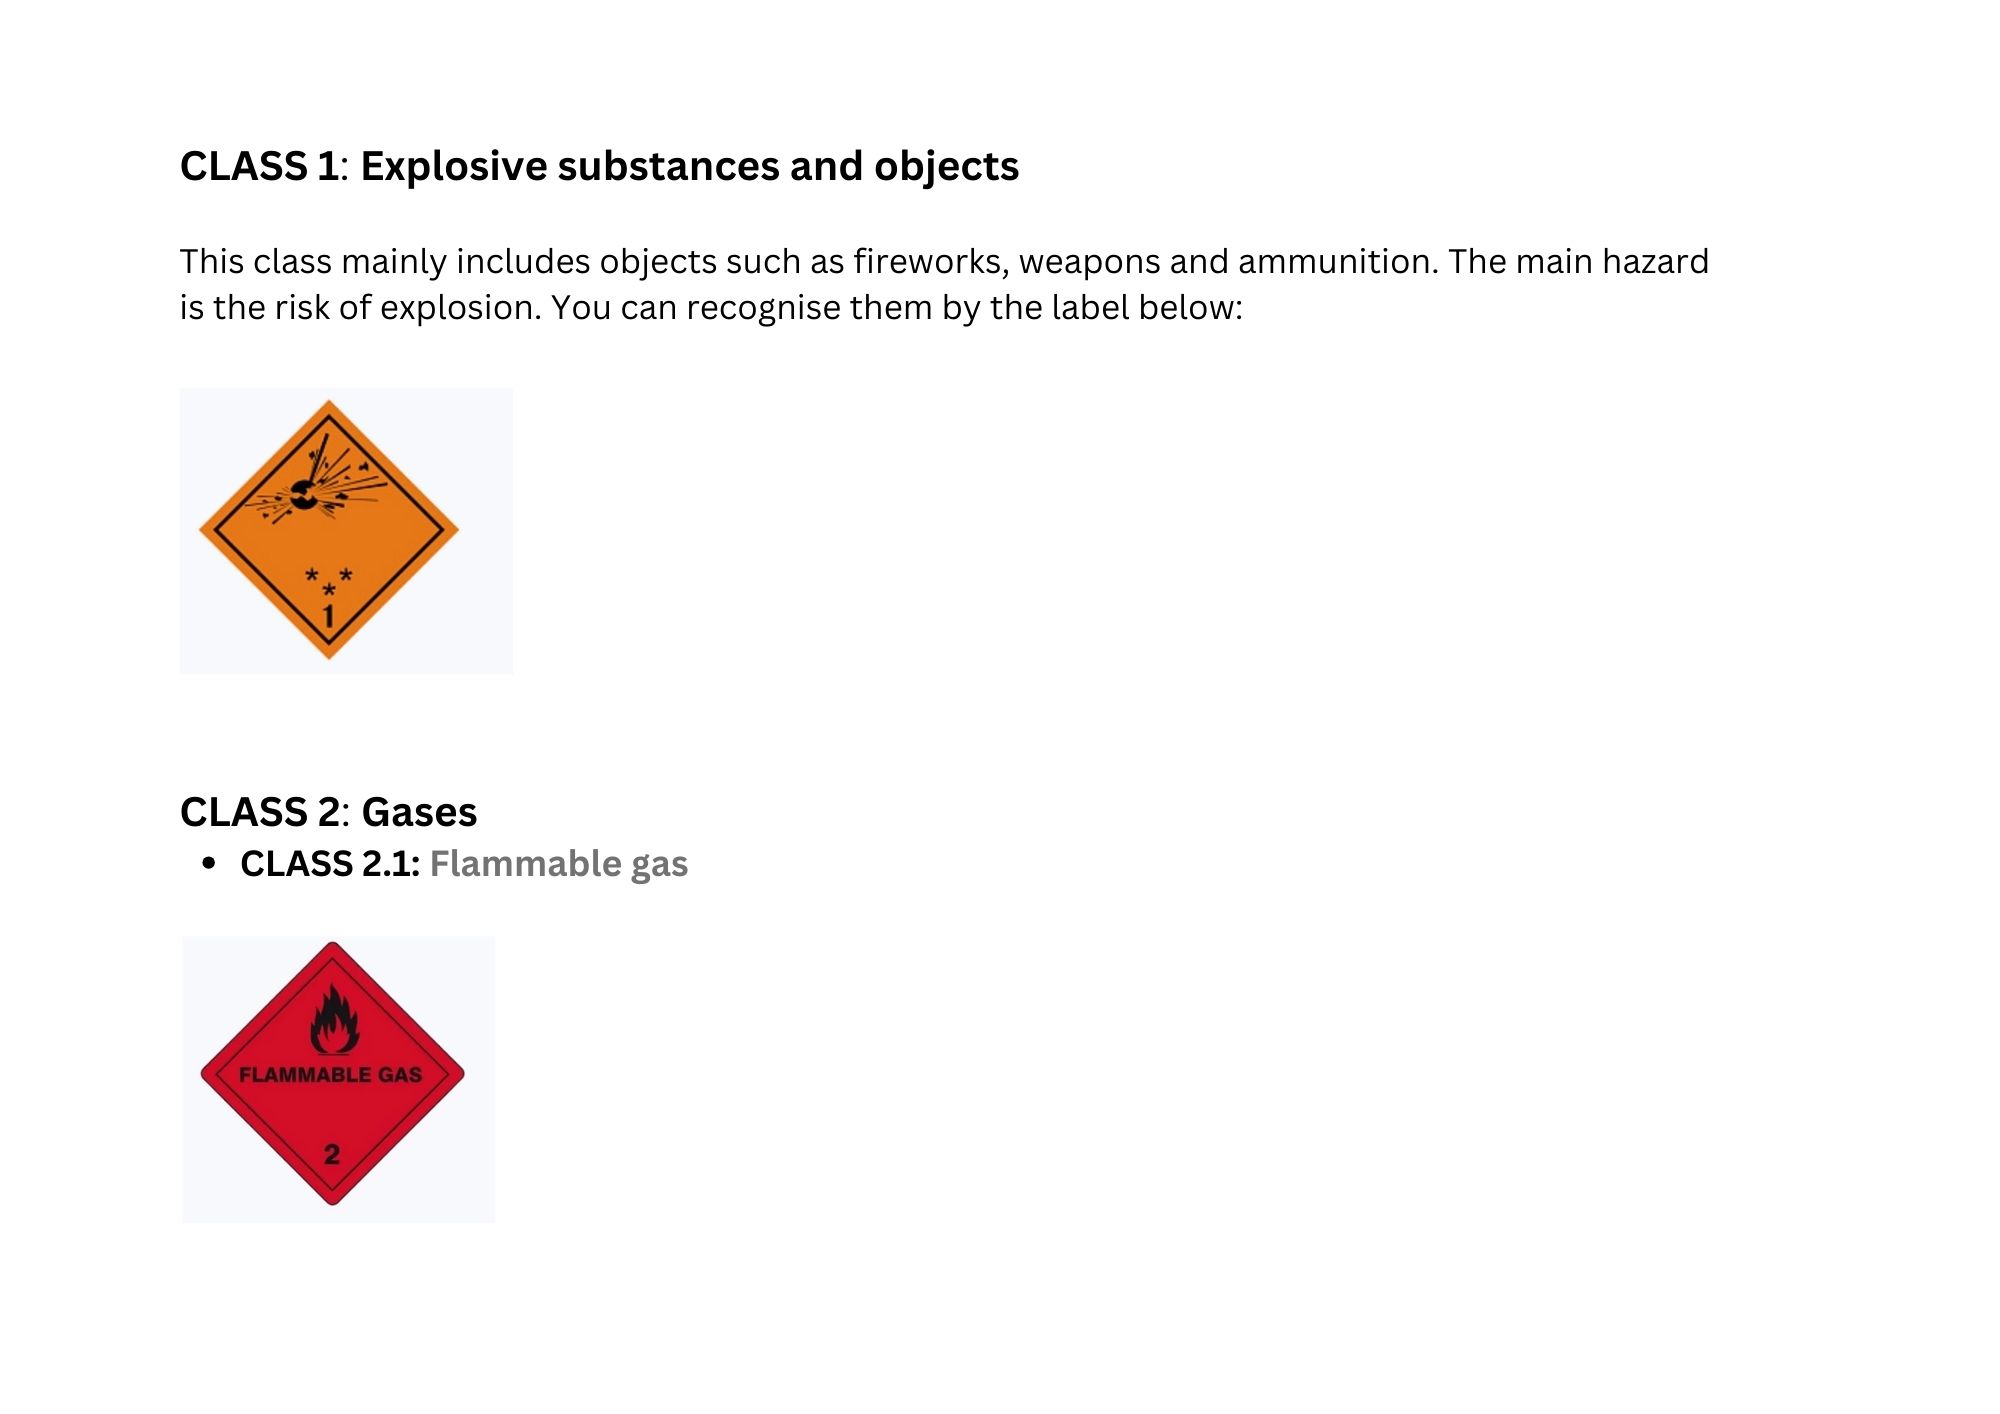 CLASS 1: Explosive substances and objects
This class mainly includes objects such as fireworks, weapons and ammunition. The main hazard
is the risk of explosion. You can recognise them by the label below:
* *
*
1
CLASS 2: Gases
• CLASS 2.1: Flammable gas
FLAMMABLE GAS
2